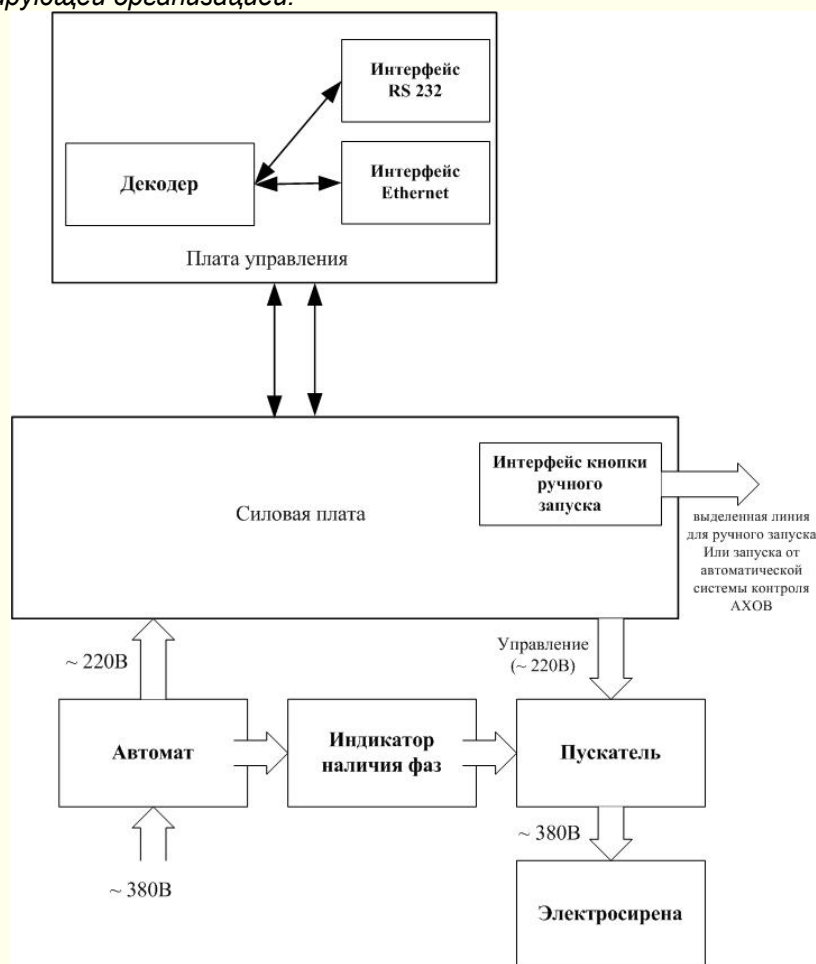 организацией.
Интерфейс
RS 232
Декодер
Интерфейс
Ethernet
Плата управления
Интерфейс кнопки
ручного
запуска
Силовая плата
выделенная линия
для ручного запуска
Или запуска от
автоматической
системы контроля
АХОВ
~ 220В
Управление
(~ 220В)
Автомат
Индикатор
наличия фаз
Пускатель
~ 380В
~ 380В
Электросирена